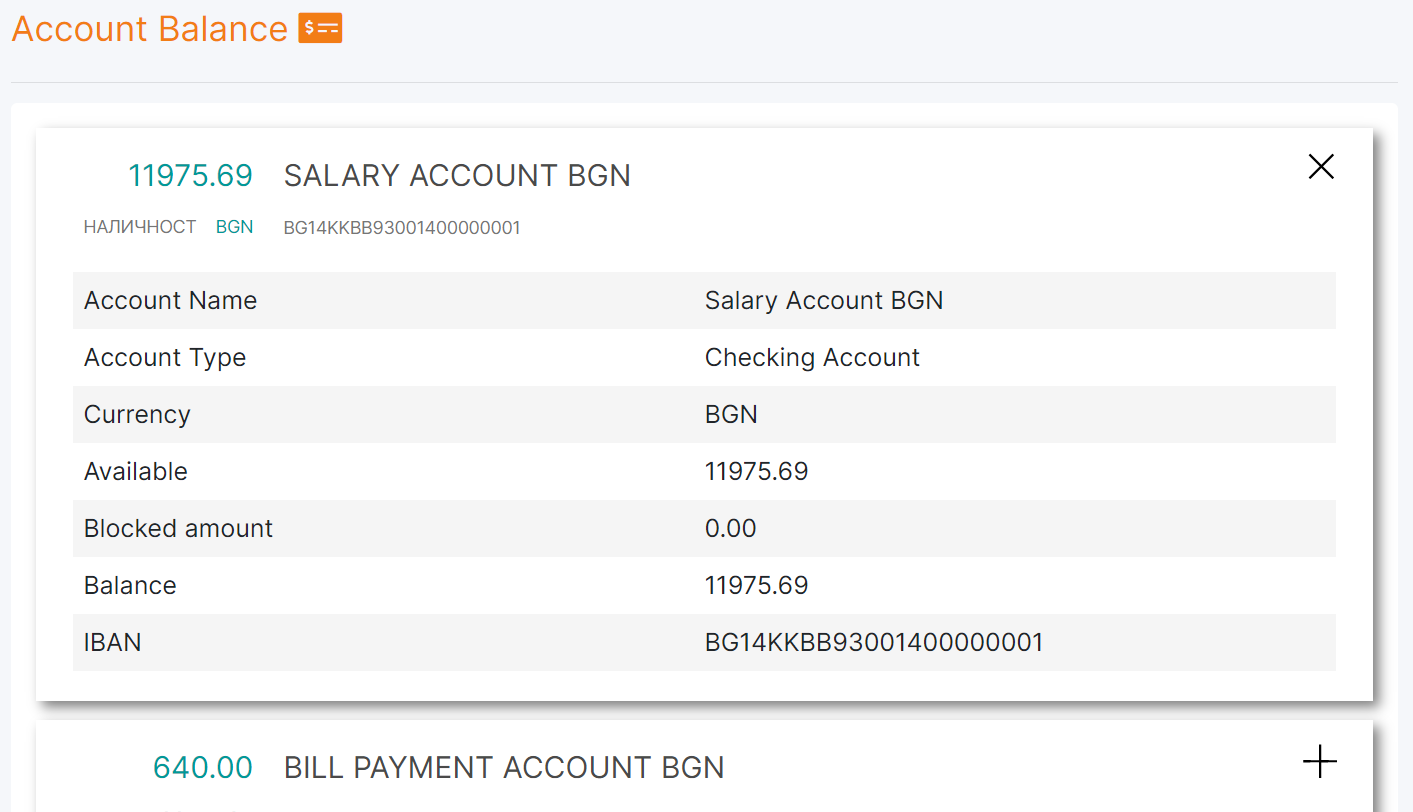 Account Balance
11975.69 SALARY ACCOUNT BGN
НАЛИЧНОСТ BGN BG14KKBB93001400000001
Account Name Salary Account BGN
Account Type Checking Account
Currency BGN
Available 11975.69
Blocked amount 0.00
Balance 11975.69
IBAN BG14KKBB93001400000001
640.00 BILL PAYMENT ACCOUNT BGN